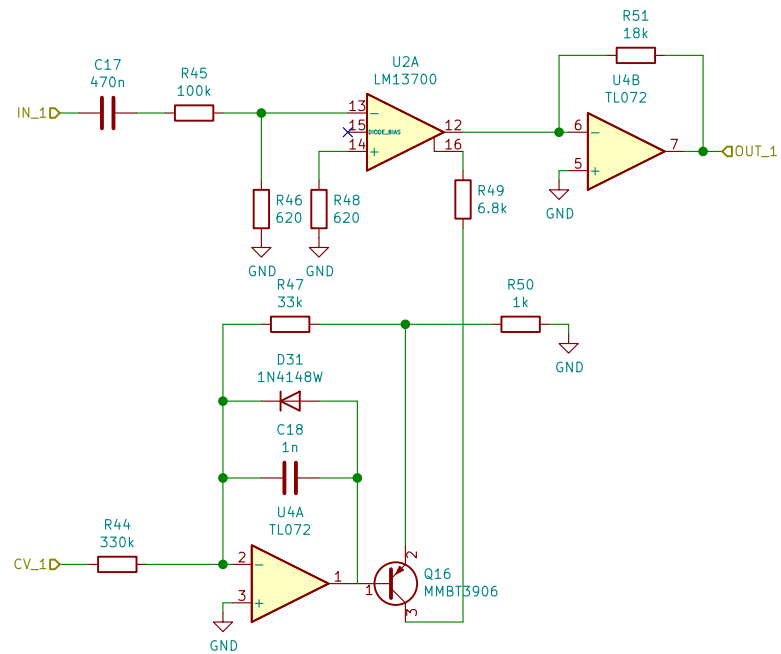 R51
18k
U4B
TL072
U2A
LM13700
C17
470n
R45
100k
IN_1
13
−
15
DIODE_BIAS
14
+
12
16
6
−
5
+
7
OUT_1
GND
R46
620
R48
620
R49
6.8k
GND
GND
R47
33k
R50
1k
GND
D31
1N4148W
C18
1n
U4A
TL072
R44
330k
CV_1
2
−
3
+
1
GND
1
2
3
Q16
MMBT3906